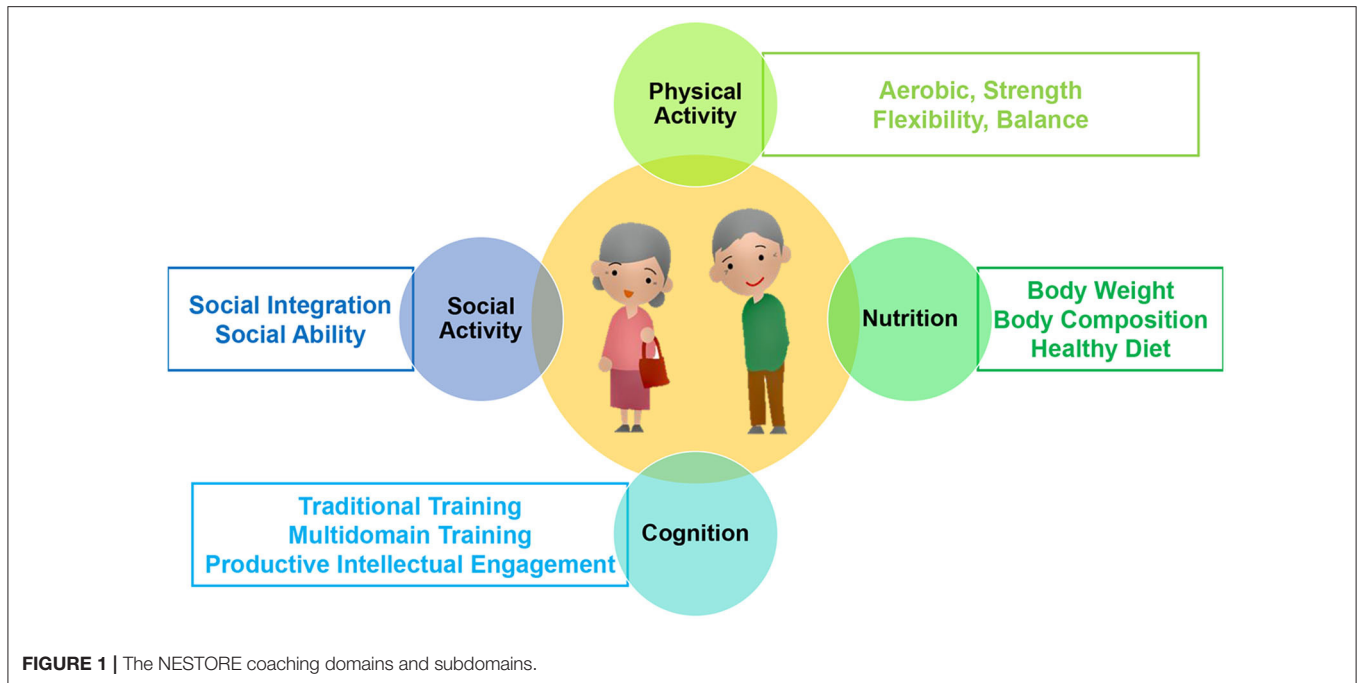 Physical
Activity
Aerobic, Strength
Flexibility, Balance
Social Integration
Social Ability
Social
Activity
Nutrition
Body Weight
Body Composition
Healthy Diet
Traditional Training
Multidomain Training
Productive Intellectual Engagement
Cognition
FIGURE 1 | The NESTORE coaching domains and subdomains.